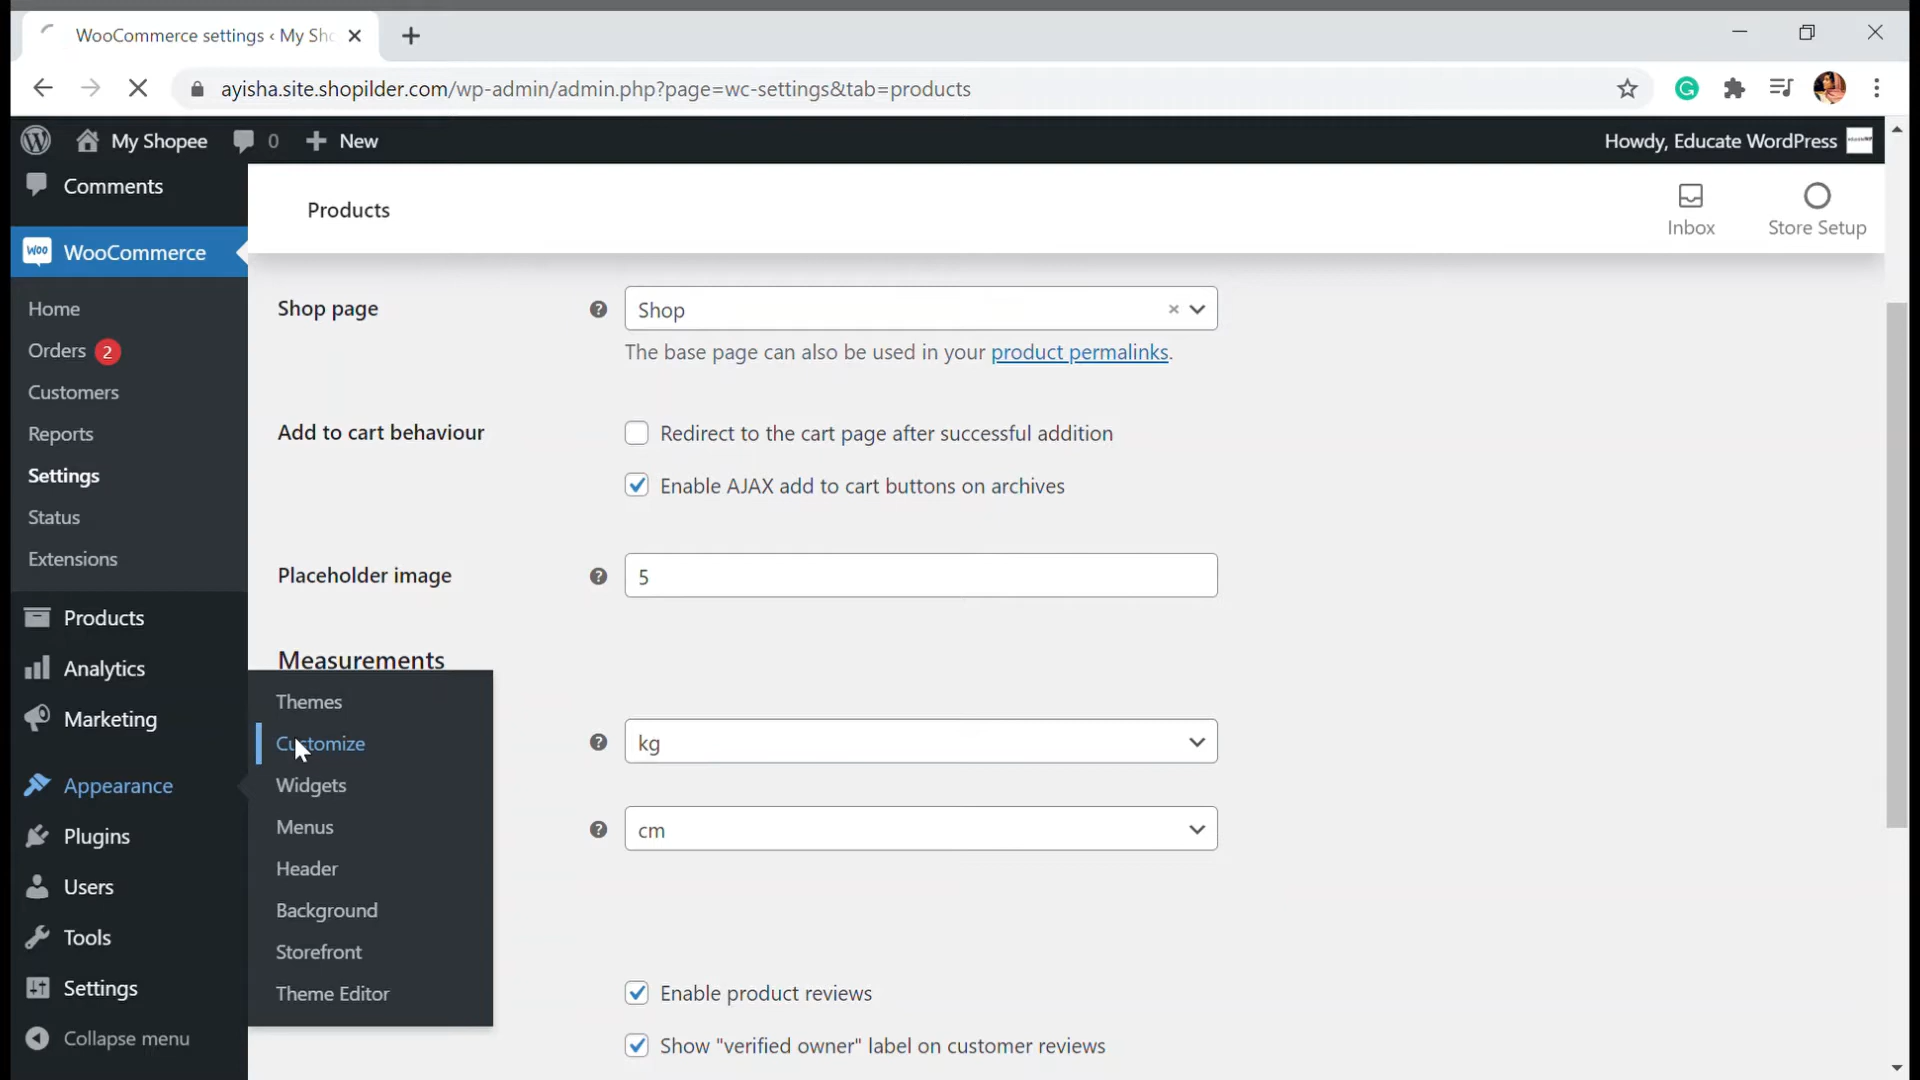 WooCommerce settings ‹ My Sho
ayisha.site.shopilder.com/wp-admin/admin.php?page=wc-settings&tab=products
My Shopee 0 New
Howdy, Educate WordPress
Comments
WooCommerce
Home
Orders 2
Customers
Reports
Settings
Status
Extensions
Products
Analytics
Marketing
Appearance
Plugins
Users
Tools
Settings
Collapse menu
Themes
Customize
Widgets
Menus
Header
Background
Storefront
Theme Editor
Products
Inbox
Store Setup
Shop page
Shop
The base page can also be used in your product permalinks.
Add to cart behaviour
Redirect to the cart page after successful addition
Enable AJAX add to cart buttons on archives
Placeholder image
5
Measurements
kg
cm
Enable product reviews
Show "verified owner" label on customer reviews